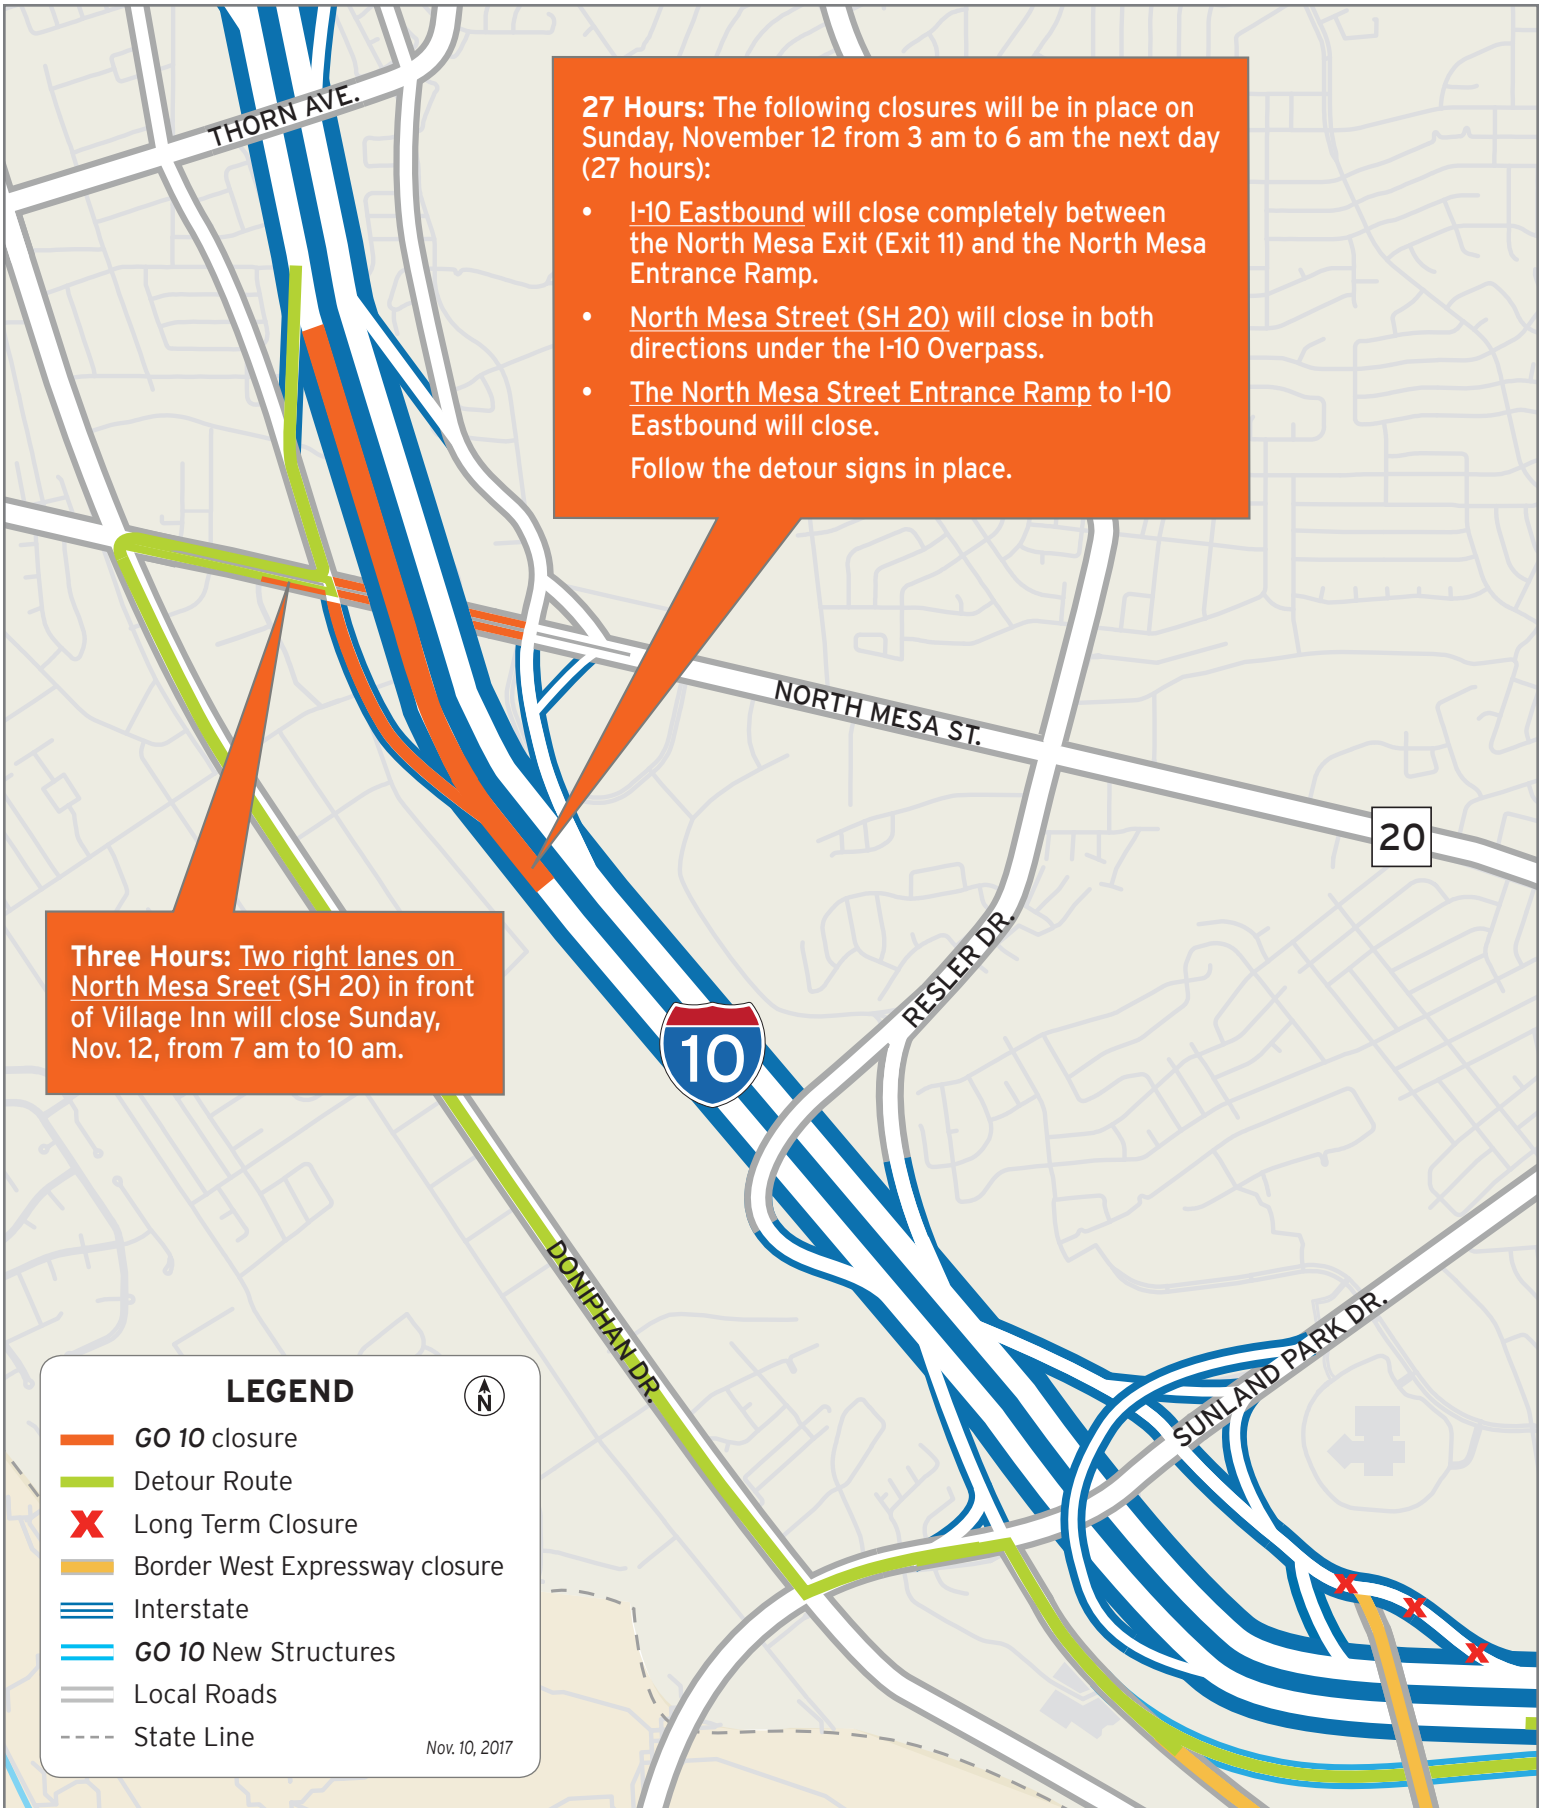 THORN AVE.
27 Hours: The following closures will be in place on
Sunday, November 12 from 3 am to 6 am the next day
(27 hours):
• I-10 Eastbound will close completely between
the North Mesa Exit (Exit 11) and the North Mesa
Entrance Ramp.
• North Mesa Street (SH 20) will close in both
directions under the I-10 Overpass.
• The North Mesa Street Entrance Ramp to I-10
Eastbound will close.
Follow the detour signs in place.
NORTH MESA ST.
20
RESLER DR.
Three Hours: Two right lanes on
North Mesa Sreet (SH 20) in front
of Village Inn will close Sunday,
Nov. 12, from 7 am to 10 am.
10
DONIPHAN DR.
SUNLAND PARK DR.
LEGEND
N
GO 10 closure
Detour Route
X Long Term Closure
Border West Expressway closure
Interstate
GO 10 New Structures
Local Roads
State Line
Nov. 10, 2017
X
X
X